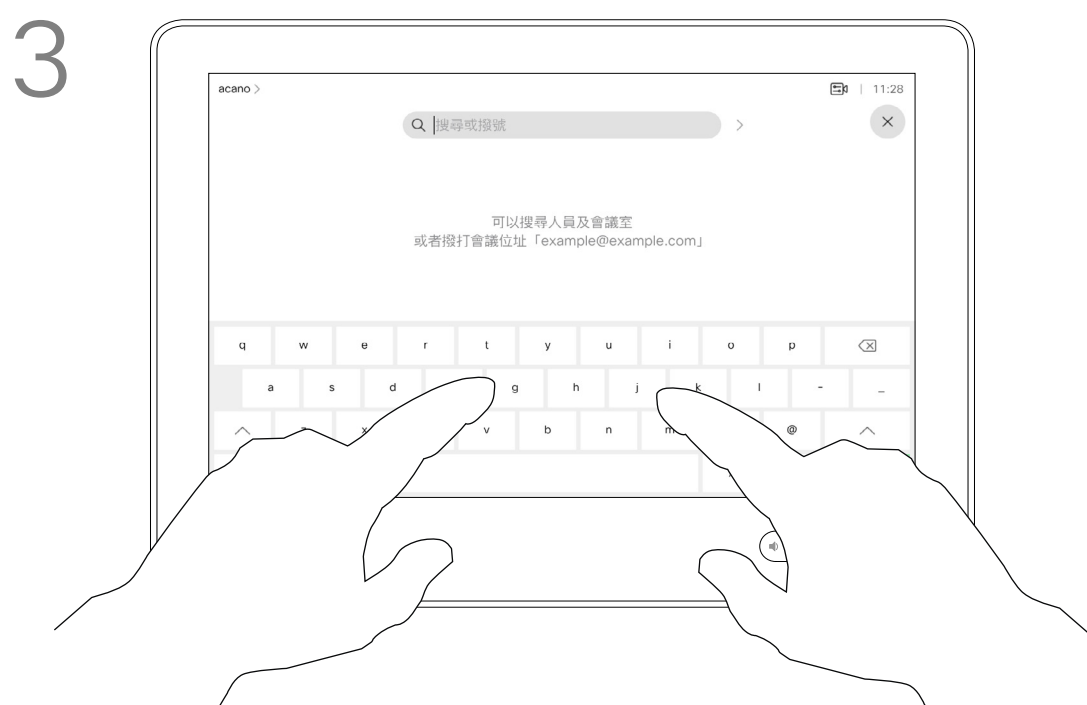 3
acano > | 11:28
搜尋或撥號
可以搜尋人員及會議室
或者撥打會議位址「example@example.com」
q w e r t y u i o p
a s d g h j k l - _
z x v b n m @